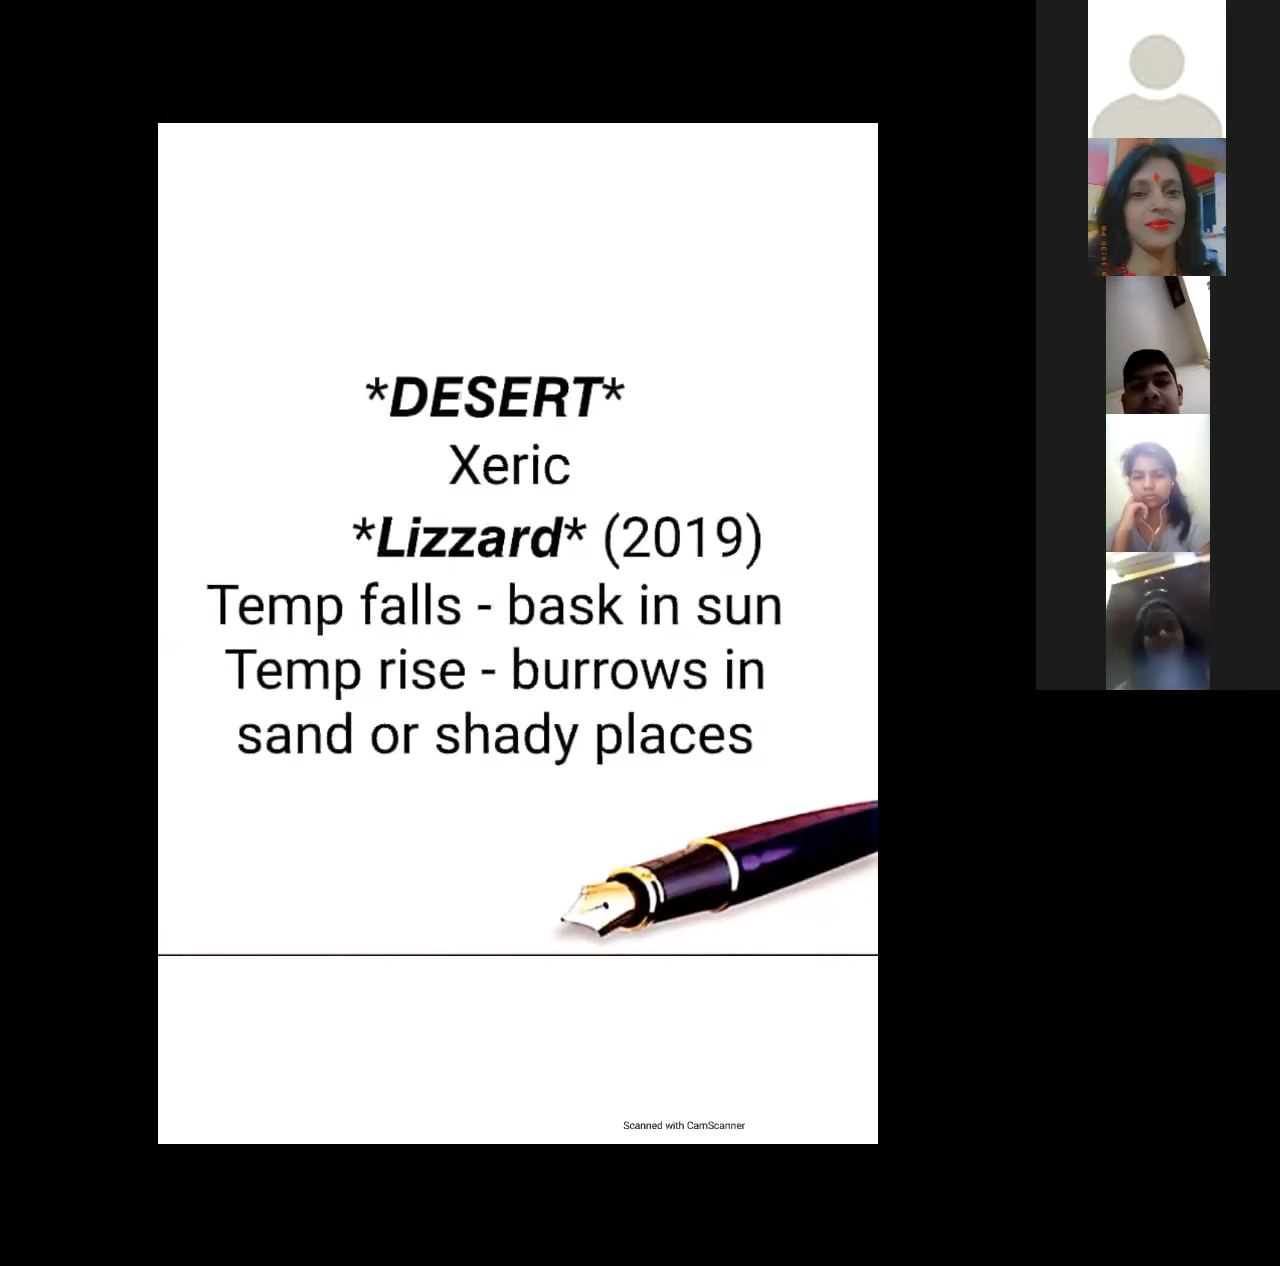 *DESERT*
Xeric
*Lizzard* (2019)
Temp falls - bask in sun
Temp rise - burrows in
sand or shady places
Scanned with CamScanner